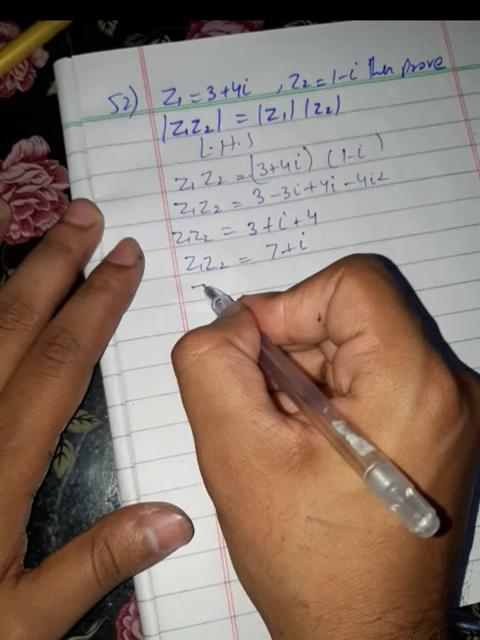 52) Z₁ = 3+4i , Z₂ = 1-i then prove
|Z₁Z₂| = |Z₁| |Z₂|
L.H.S
Z₁Z₂ = (3+4i) (1-i)
Z₁Z₂ = 3-3i+4i-4i2
Z₁Z₂ = 3+i+4
Z₁Z₂ = 7+i